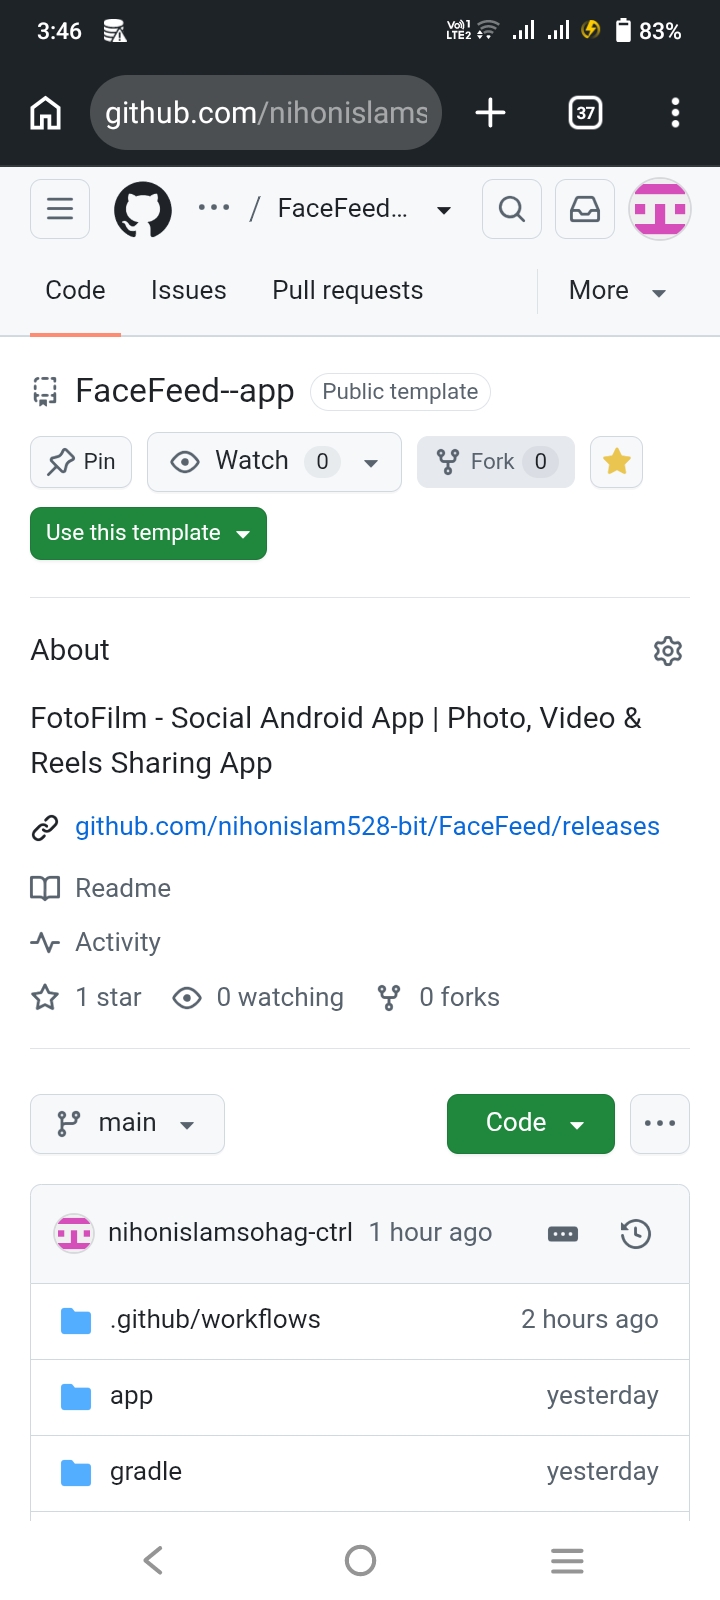 3:46
Vo)) 1
LTE2
83%
github.com/nihonislams
37
... / FaceFeed...
Code Issues Pull requests More
FaceFeed--app Public template
Pin Watch 0 Fork 0
Use this template
About
FotoFilm - Social Android App | Photo, Video &
Reels Sharing App
github.com/nihonislam528-bit/FaceFeed/releases
Readme
Activity
1 star 0 watching 0 forks
main Code
nihonislamsohag-ctrl 1 hour ago
.github/workflows 2 hours ago
app yesterday
gradle yesterday